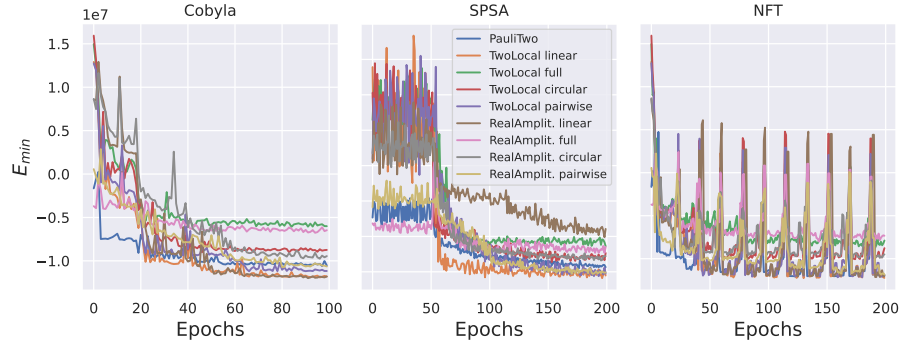 Cobyla
SPSA
NFT
1e7
E_min
1.5
1.0
0.5
0.0
−0.5
−1.0
0 20 40 60 80 100
Epochs
PauliTwo
TwoLocal linear
TwoLocal full
TwoLocal circular
TwoLocal pairwise
RealAmplit. linear
RealAmplit. full
RealAmplit. circular
RealAmplit. pairwise
0 50 100 150 200
Epochs
0 50 100 150 200
Epochs